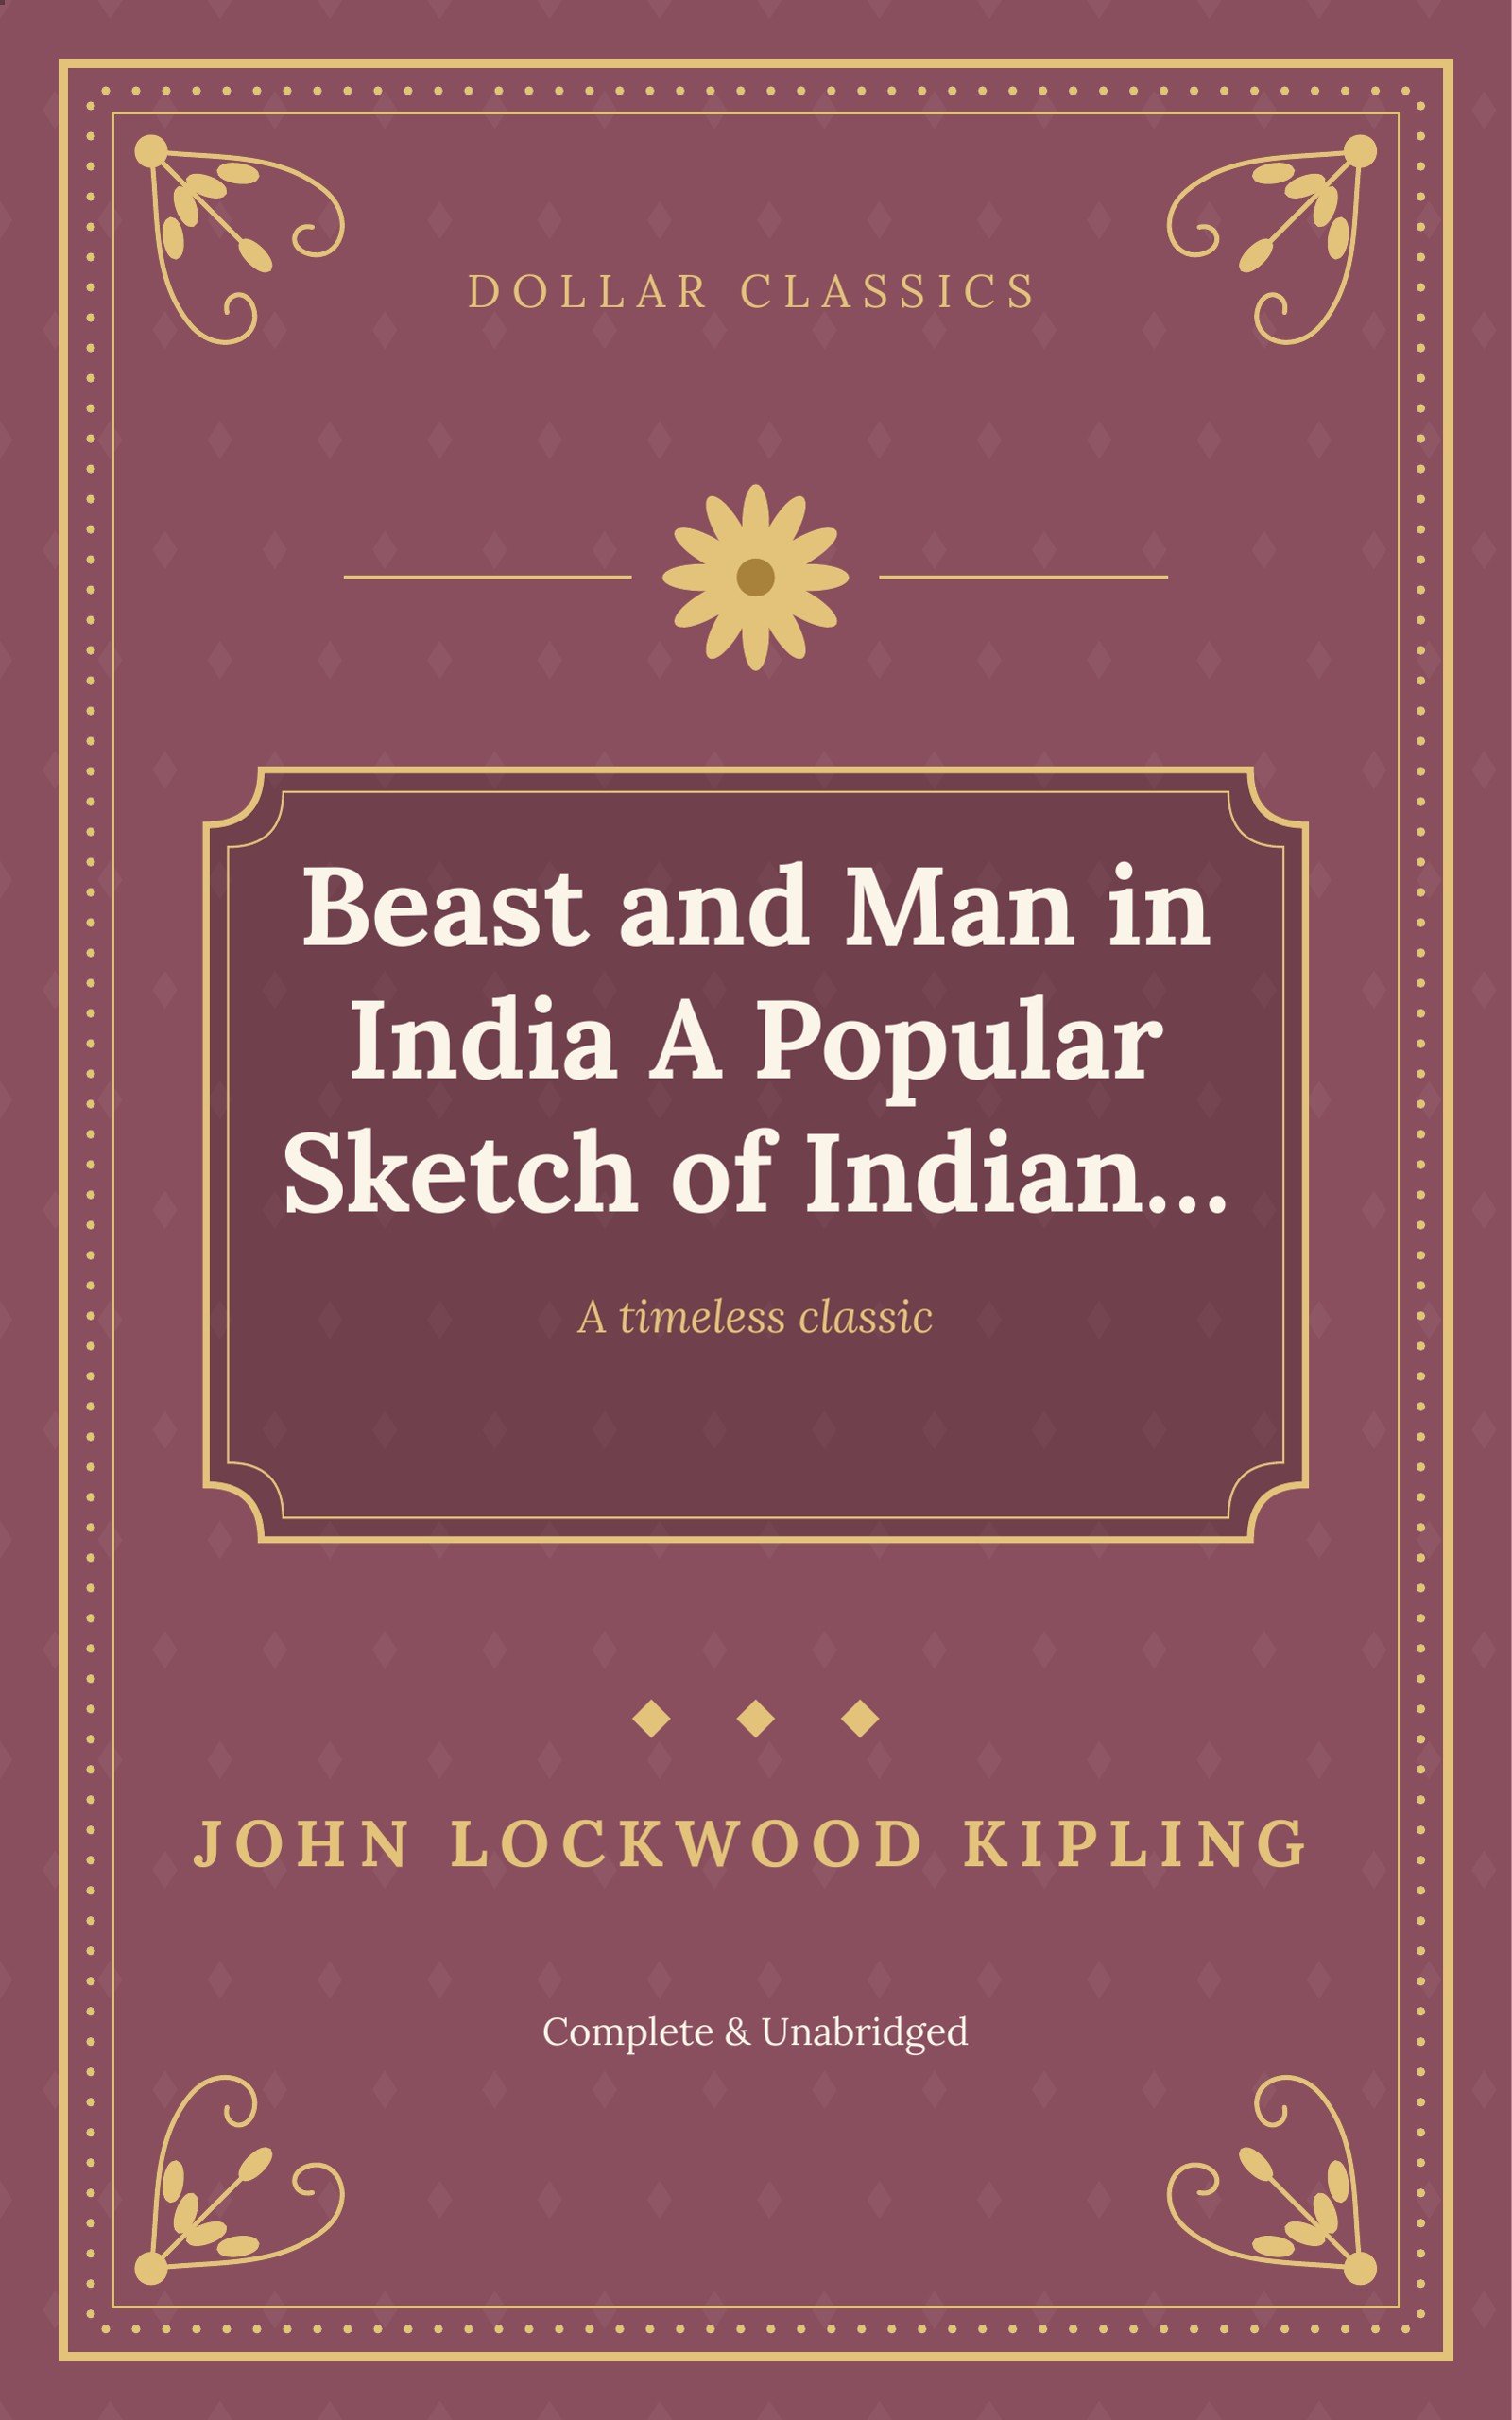 DOLLAR CLASSICS
Beast and Man in
India A Popular
Sketch of Indian...
A timeless classic
JOHN LOCKWOOD KIPLING
Complete & Unabridged